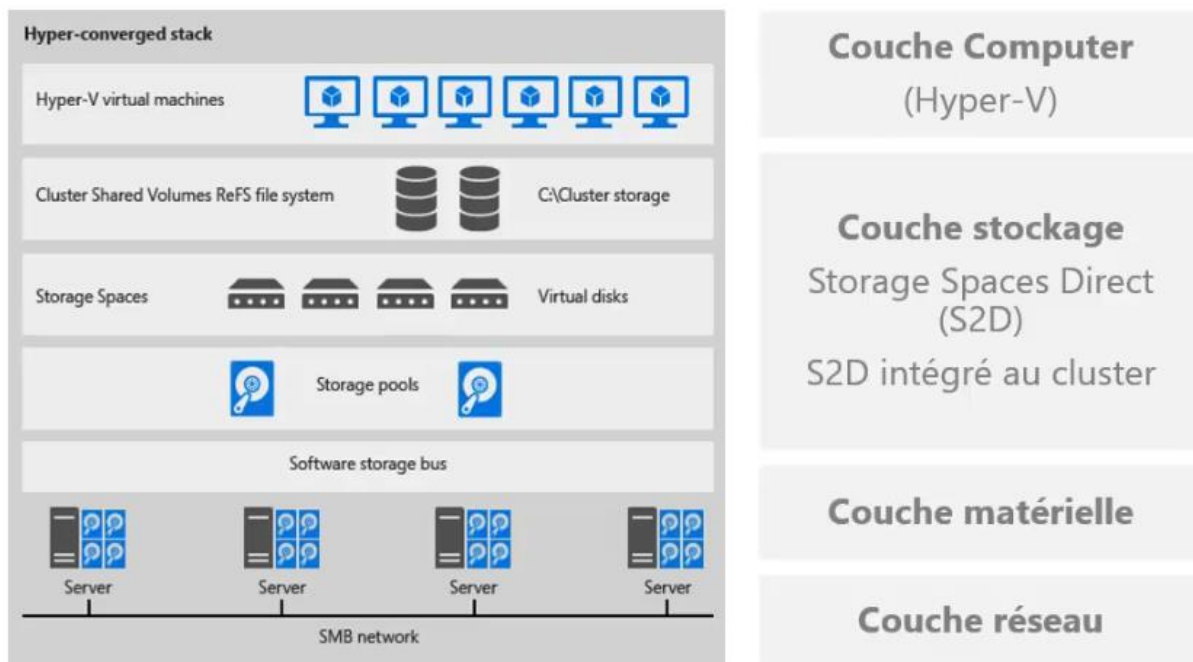 Hyper-converged stack
Hyper-V virtual machines
Cluster Shared Volumes ReFS file system
C:\Cluster storage
Storage Spaces
Virtual disks
Storage pools
Software storage bus
Server
Server
Server
Server
SMB network
Couche Computer
(Hyper-V)
Couche stockage
Storage Spaces Direct
(S2D)
S2D intégré au cluster
Couche matérielle
Couche réseau